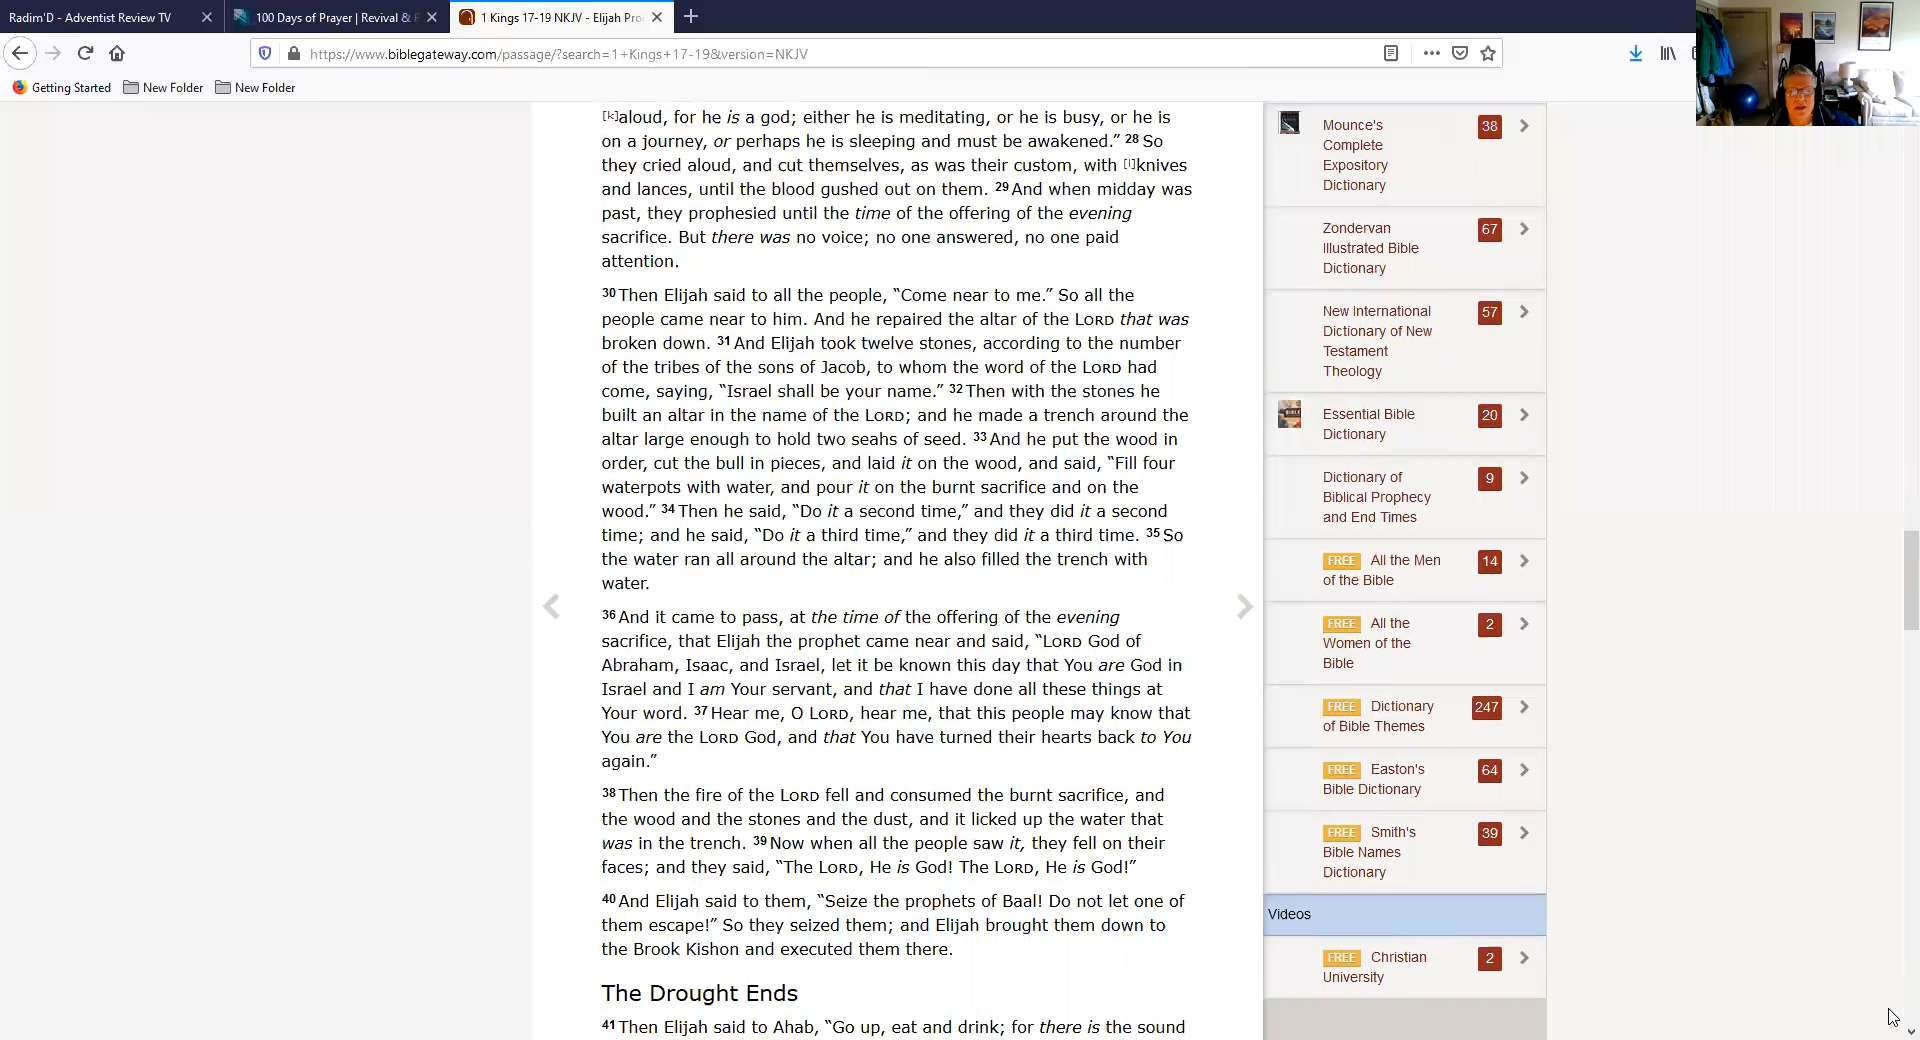 Radim'D - Adventist Review TV
100 Days of Prayer | Revival &
1 Kings 17-19 NKJV - Elijah Pro
https://www.biblegateway.com/passage/?search=1+Kings+17-19&version=NKJV
Getting Started
New Folder
New Folder
[k]aloud, for he is a god; either he is meditating, or he is busy, or he is
on a journey, or perhaps he is sleeping and must be awakened.” 28 So
they cried aloud, and cut themselves, as was their custom, with [l]knives
and lances, until the blood gushed out on them. 29 And when midday was
past, they prophesied until the time of the offering of the evening
sacrifice. But there was no voice; no one answered, no one paid
attention.
30 Then Elijah said to all the people, “Come near to me.” So all the
people came near to him. And he repaired the altar of the LORD that was
broken down. 31 And Elijah took twelve stones, according to the number
of the tribes of the sons of Jacob, to whom the word of the LORD had
come, saying, “Israel shall be your name.” 32 Then with the stones he
built an altar in the name of the LORD; and he made a trench around the
altar large enough to hold two seahs of seed. 33 And he put the wood in
order, cut the bull in pieces, and laid it on the wood, and said, “Fill four
waterpots with water, and pour it on the burnt sacrifice and on the
wood.” 34 Then he said, “Do it a second time,” and they did it a second
time; and he said, “Do it a third time,” and they did it a third time. 35 So
the water ran all around the altar; and he also filled the trench with
water.
36 And it came to pass, at the time of the offering of the evening
sacrifice, that Elijah the prophet came near and said, “LORD God of
Abraham, Isaac, and Israel, let it be known this day that You are God in
Israel and I am Your servant, and that I have done all these things at
Your word. 37 Hear me, O LORD, hear me, that this people may know that
You are the LORD God, and that You have turned their hearts back to You
again.”
38 Then the fire of the LORD fell and consumed the burnt sacrifice, and
the wood and the stones and the dust, and it licked up the water that
was in the trench. 39 Now when all the people saw it, they fell on their
faces; and they said, “The LORD, He is God! The LORD, He is God!”
40 And Elijah said to them, “Seize the prophets of Baal! Do not let one of
them escape!” So they seized them; and Elijah brought them down to
the Brook Kishon and executed them there.
The Drought Ends
41 Then Elijah said to Ahab, “Go up, eat and drink; for there is the sound
Mounce's 38
Complete
Expository
Dictionary
Zondervan 67
Illustrated Bible
Dictionary
New International 57
Dictionary of New
Testament
Theology
Essential Bible 20
Dictionary
Dictionary of 9
Biblical Prophecy
and End Times
FREE All the Men 14
of the Bible
FREE All the 2
Women of the
Bible
FREE Dictionary 247
of Bible Themes
FREE Easton's 64
Bible Dictionary
FREE Smith's 39
Bible Names
Dictionary
Videos
FREE Christian 2
University